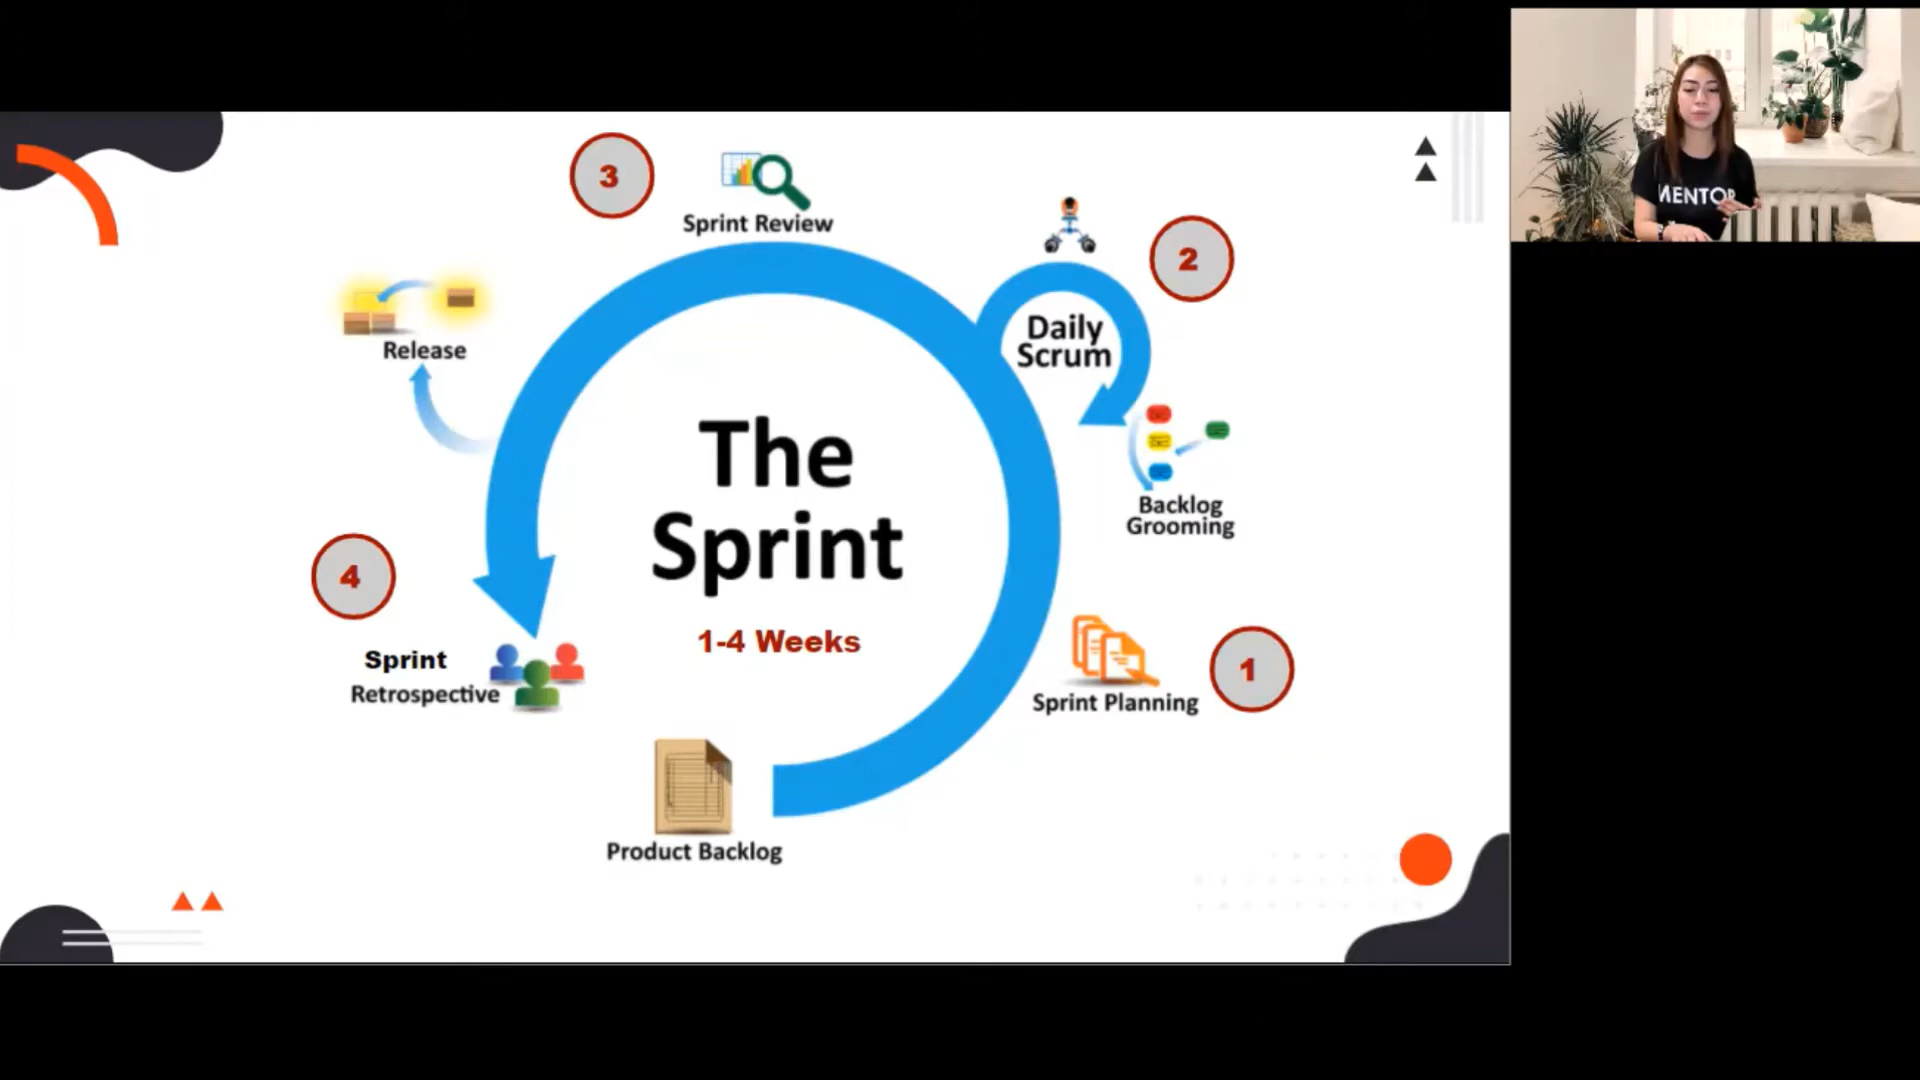 3
Sprint Review
2
Daily
Scrum
Release
The
Sprint
1-4 Weeks
Backlog
Grooming
4
Sprint
Retrospective
1
Sprint Planning
Product Backlog
MENTOR